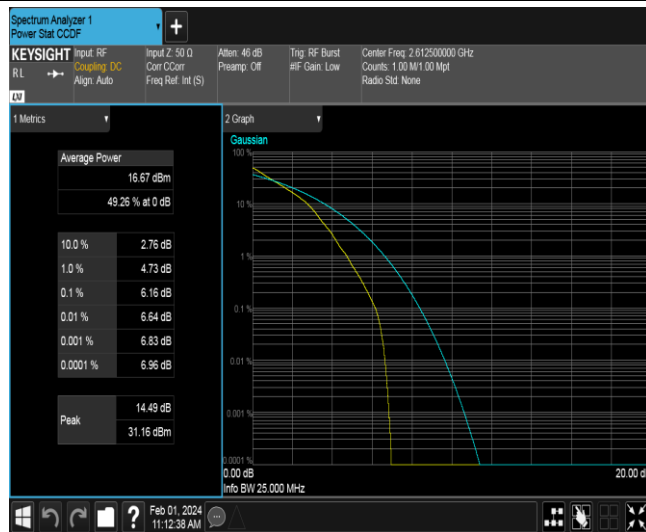 Spectrum Analyzer 1
Power Stat CCDF
+
KEYSIGHT
RL
Input: RF
Coupling: DC
Align: Auto
Input Z: 50 Ω
Corr CCorr
Freq Ref: Int (S)
Atten: 46 dB
Preamp: Off
Trig: RF Burst
#IF Gain: Low
Center Freq: 2.612500000 GHz
Counts: 1.00 M/1.00 Mpt
Radio Std: None
LXI
1 Metrics
Average Power
16.67 dBm
49.26 % at 0 dB
10.0 % 2.76 dB
1.0 % 4.73 dB
0.1 % 6.16 dB
0.01 % 6.64 dB
0.001 % 6.83 dB
0.0001 % 6.96 dB
Peak
14.49 dB
31.16 dBm
2 Graph
Gaussian
100 %
10 %
1 %
0.1 %
0.01 %
0.001 %
0.0001 %
0.00 dB
20.00 d
Info BW 25.000 MHz
?
Feb 01, 2024
11:12:38 AM